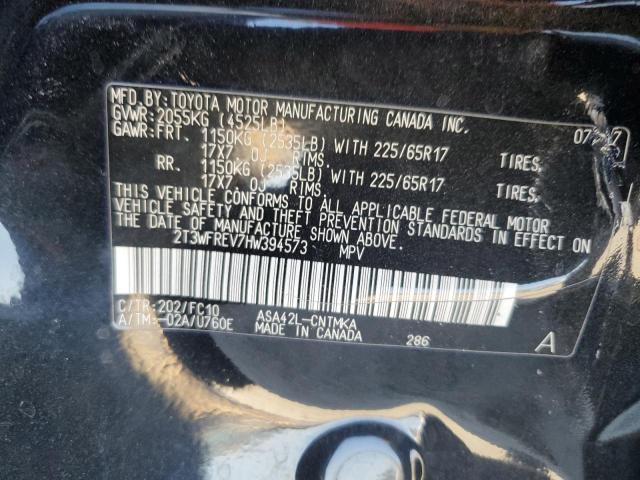 MFD.BY:TOYOTA MOTOR MANUFACTURING CANADA INC.
GVWR:2055KG (4525LB)
GAWR:FRT. 1150KG (2535LB) WITH 225/65R17 TIRES,
17X7.0J RIMS.
RR. 1150KG (2535LB) WITH 225/65R17 TIRES,
17X7.0J RIMS
THIS VEHICLE CONFORMS TO ALL APPLICABLE FEDERAL MOTOR
VEHICLE SAFETY AND THEFT PREVENTION STANDARDS IN EFFECT ON
THE DATE OF MANUFACTURE SHOWN ABOVE.
2T3WFREV7HW394573 MPV
C/TR:202/FC10 ASA42L-CNTMKA
A/TM:-02A/U760E MADE IN CANADA 286 A